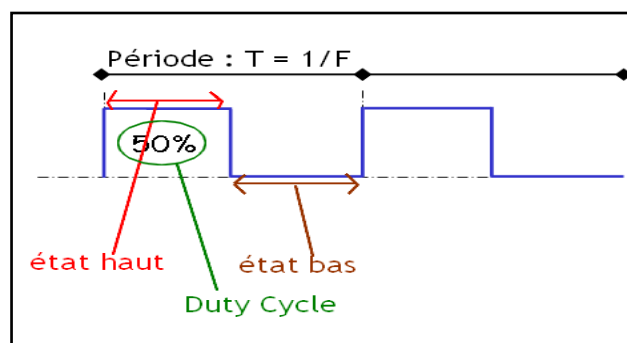 Période : T = 1/F
50%
état haut
état bas
Duty Cycle